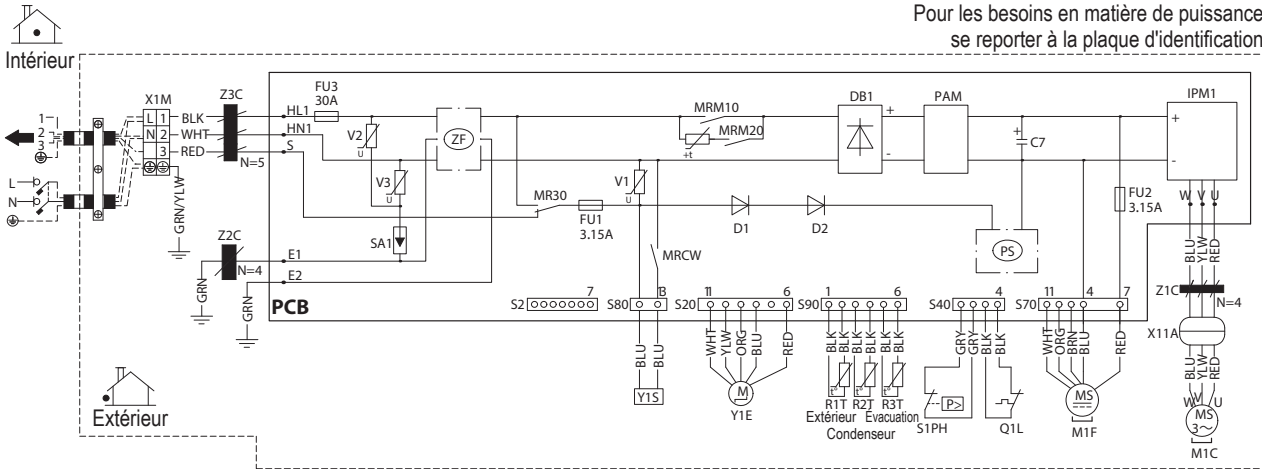 Pour les besoins en matière de puissance
se reporter à la plaque d'identification
Intérieur
1
2
3
L
N
X1M
L 1
N 2
3
BLK
WHT
RED
GRN/YLW
Z3C
N=5
HL1
HN1
S
FU3
30A
V2
U
V3
U
SA1
ZF
Z2C
N=4
E1
E2
GRN
GRN
PCB
MR30
FU1
3.15A
V1
U
MRCW
MRM10
MRM20
+t
D1
D2
DB1
+
-
PAM
+
C7
PS
FU2
3.15A
IPM1
+
-
W V U
BLU
YLW
RED
Z1C
N=4
X11A
BLU
YLW
RED
W V U
MS
3~
M1C
S2 7
S80 1 3
S20 1 6
S90 1 6
S40 4
S70 11 4 7
BLU
BLU
Y1S
WHT
YLW
ORG
BLU
RED
M
Y1E
BLK
BLK
BLK
BLK
BLK
BLK
t° t° t°
R1T R2T R3T
Extérieur Évacuation
Condenseur
GRY
GRY
BLK
BLK
P>
S1PH
Q1L
WHT
ORG
BRN
BLU
RED
MS
M1F
Extérieur